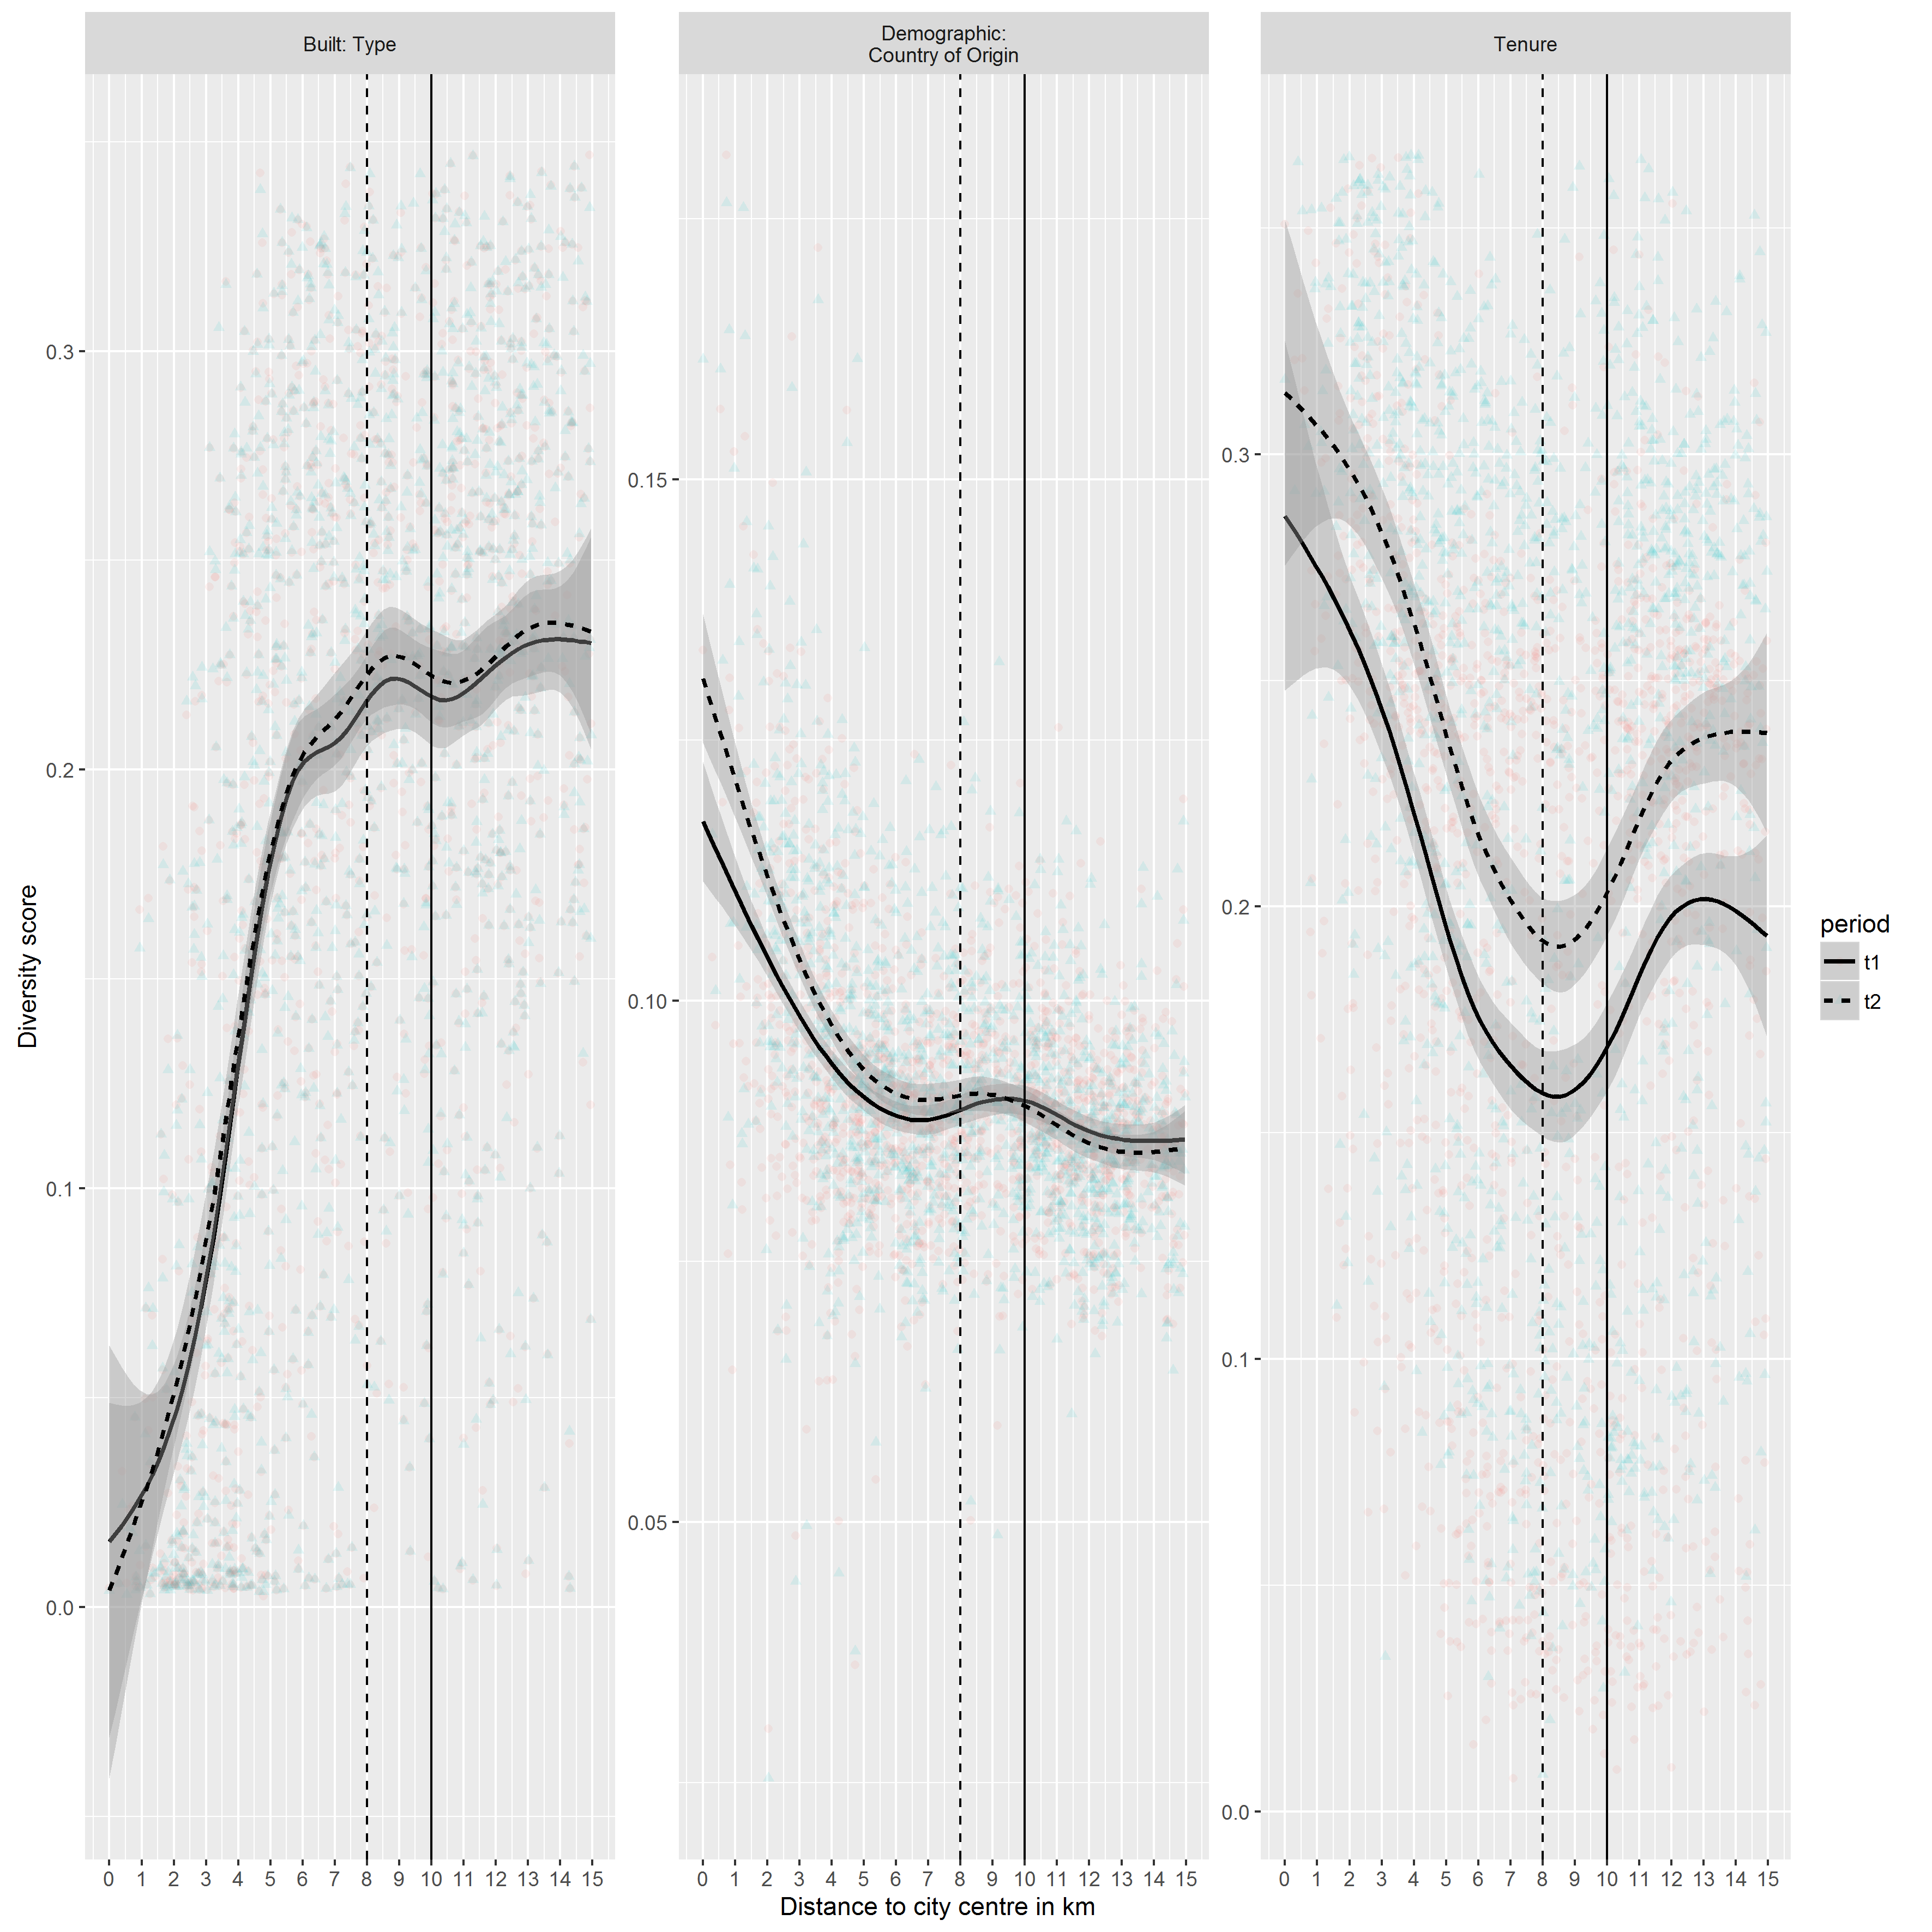 Built: Type
Demographic:
Country of Origin
Tenure
Diversity score
0.3
0.2
0.1
0.0
0.15
0.10
0.05
0.3
0.2
0.1
0.0
0 1 2 3 4 5 6 7 8 9 10 11 12 13 14 15
0 1 2 3 4 5 6 7 8 9 10 11 12 13 14 15
0 1 2 3 4 5 6 7 8 9 10 11 12 13 14 15
Distance to city centre in km
period
t1
t2